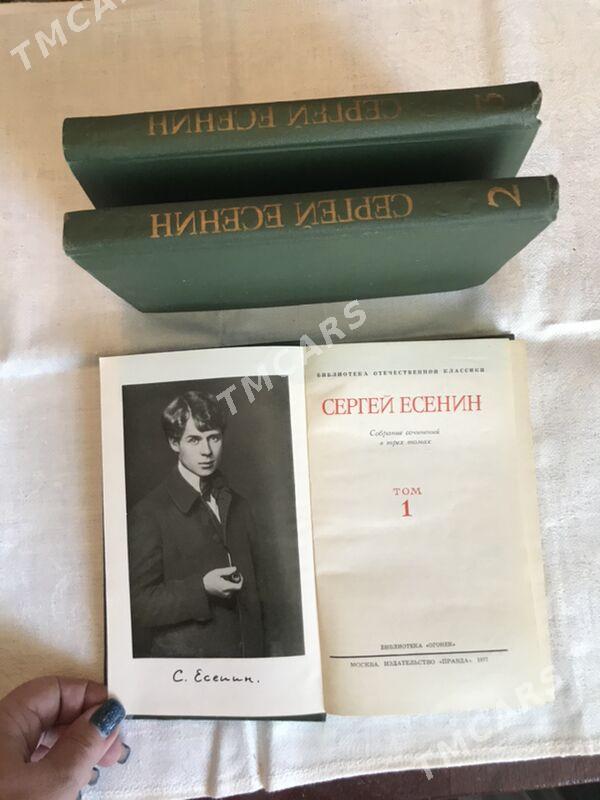 TMCARS
СЕРГЕЙ ЕСЕНИН 3
СЕРГЕЙ ЕСЕНИН 2
TMCARS
БИБЛИОТЕКА ОТЕЧЕСТВЕННОЙ КЛАССИКИ
СЕРГЕЙ ЕСЕНИН
Собрание сочинений
в трех томах
ТОМ
1
БИБЛИОТЕКА «ОГОНЕК»
МОСКВА. ИЗДАТЕЛЬСТВО «ПРАВДА». 1977
С. Есенин.
TMCARS